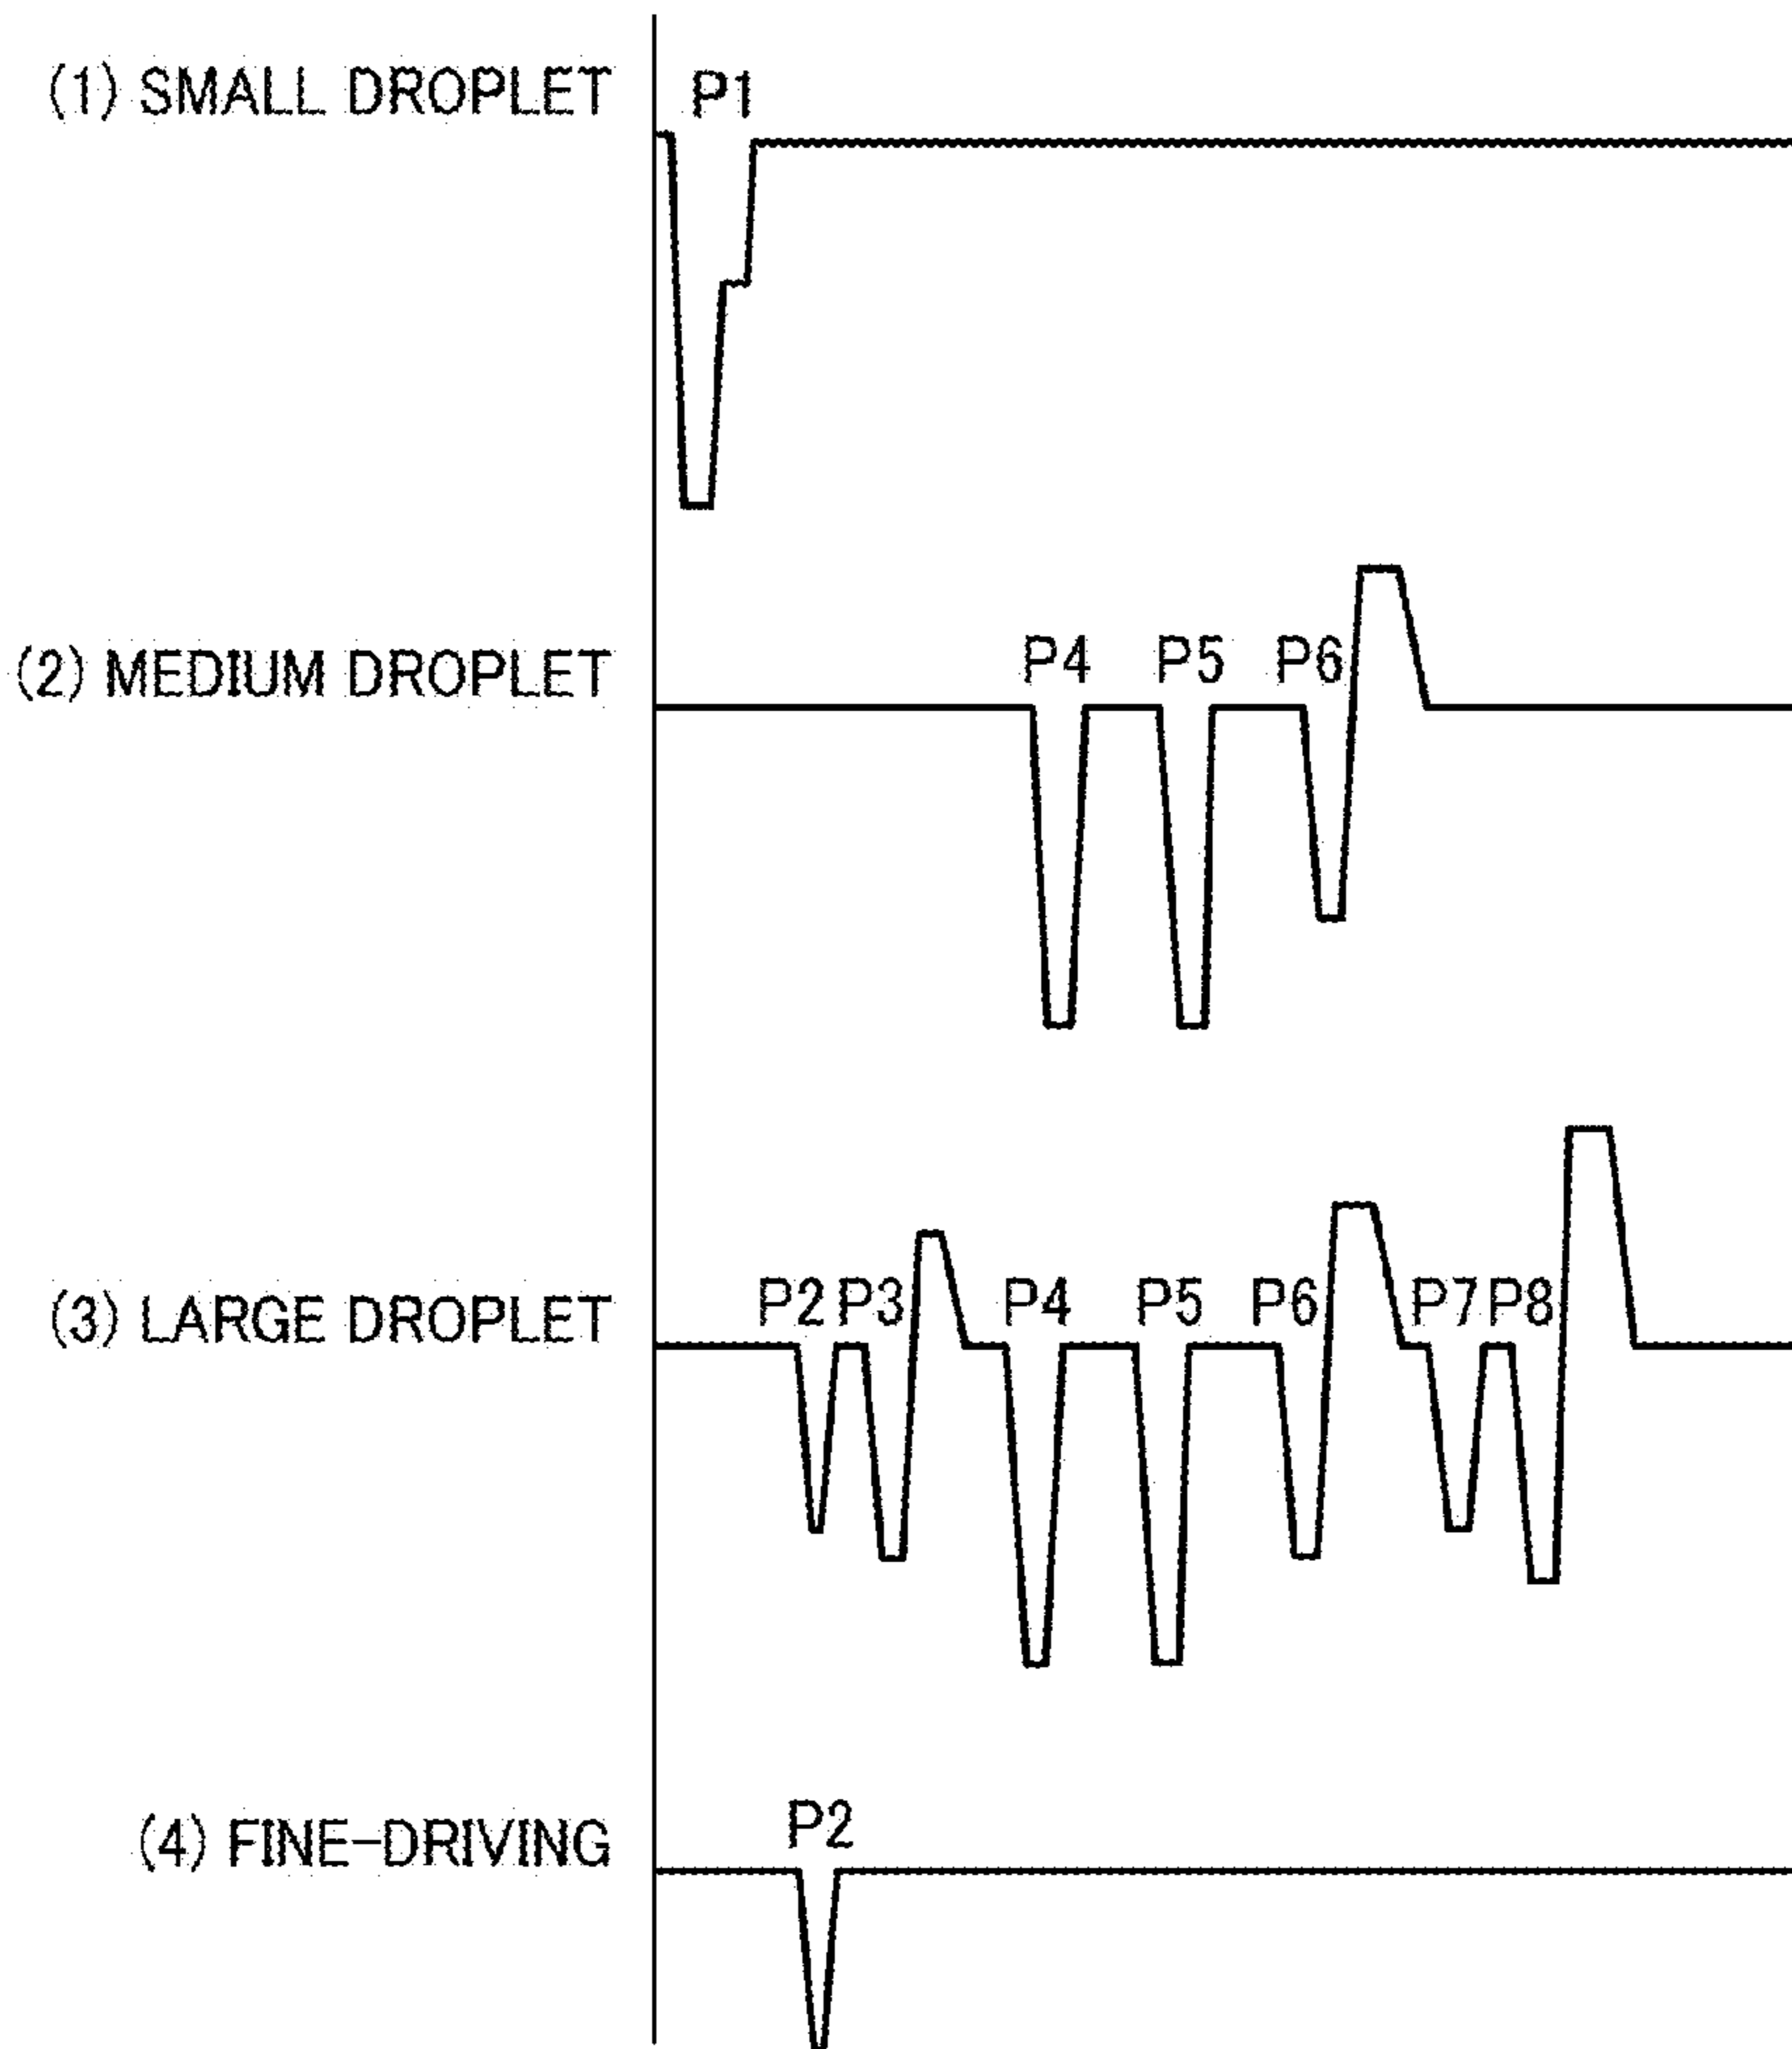 (1) SMALL DROPLET P1
(2) MEDIUM DROPLET P4 P5 P6
(3) LARGE DROPLET P2 P3 P4 P5 P6 P7 P8
(4) FINE-DRIVING P2